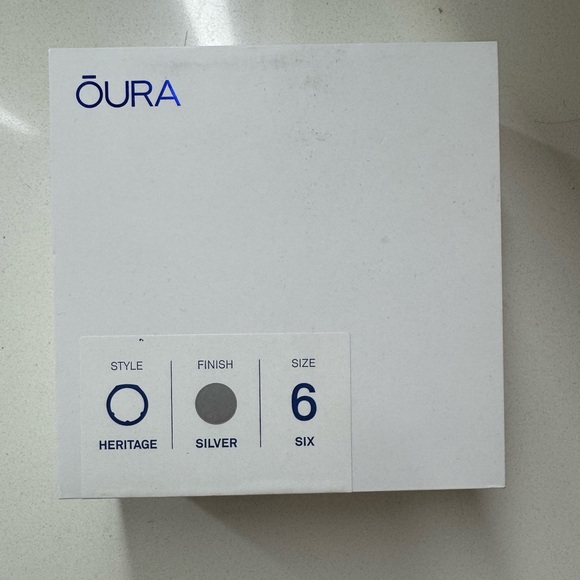 ŌURA
STYLE FINISH SIZE
6
HERITAGE SILVER SIX